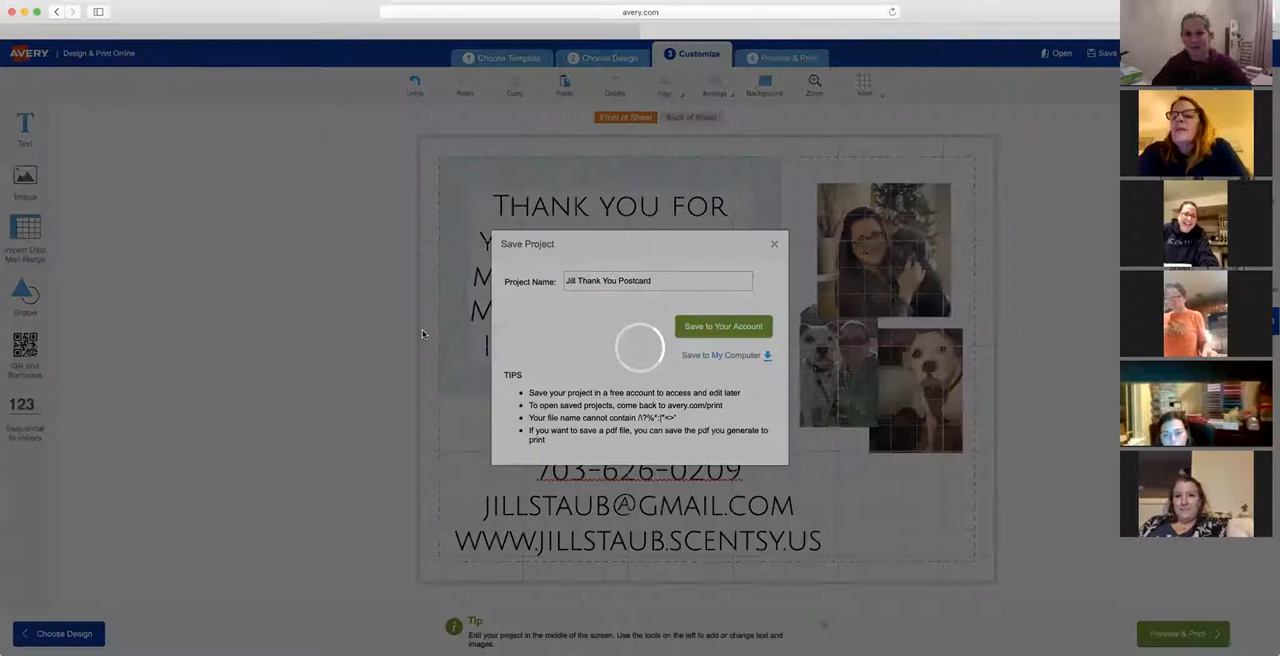 avery.com
AVERY | Design & Print Online
1 Choose Template
2 Choose Design
3 Customize
4 Preview & Print
Open
Save
Undo
Redo
Copy
Paste
Delete
Page
Arrange
Background
Zoom
View
Front of Sheet
Back of Sheet
Text
Image
Import Data
Mail Merge
Shape
QR and
Barcodes
123
Sequential
Numbers
THANK YOU FOR
Y
M
M
Save Project
Project Name: Jill Thank You Postcard
Save to Your Account
Save to My Computer
TIPS
• Save your project in a free account to access and edit later
• To open saved projects, come back to avery.com/print
• Your file name cannot contain /\?%*:|"<>'
• If you want to save a pdf file, you can save the pdf you generate to
print
703-626-0209
JILLSTAUB@GMAIL.COM
WWW.JILLSTAUB.SCENTSY.US
Choose Design
Tip
Edit your project in the middle of the screen. Use the tools on the left to add or change text and
images.
Preview & Print